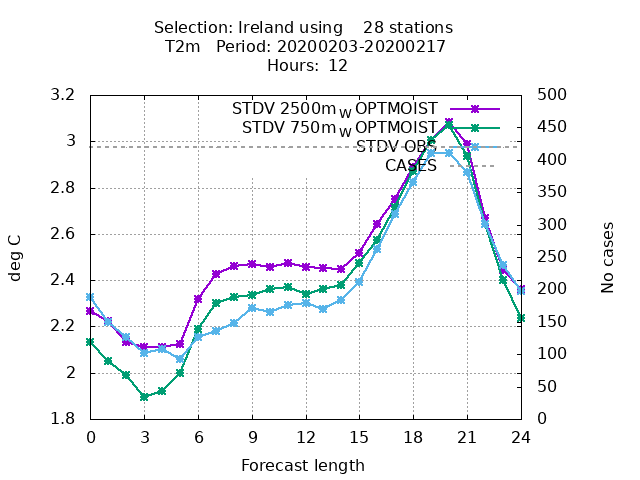 Selection: Ireland using 28 stations
T2m Period: 20200203-20200217
Hours: 12
3.2 500
STDV 2500m_W OPTMOIST
STDV 750m_W OPTMOIST
STDV OBS
CASES
3 450
2.8 400
2.6 350
2.4 300
2.2 250
2 200
1.8 150
100
50
0
deg C
No cases
0 3 6 9 12 15 18 21 24
Forecast length